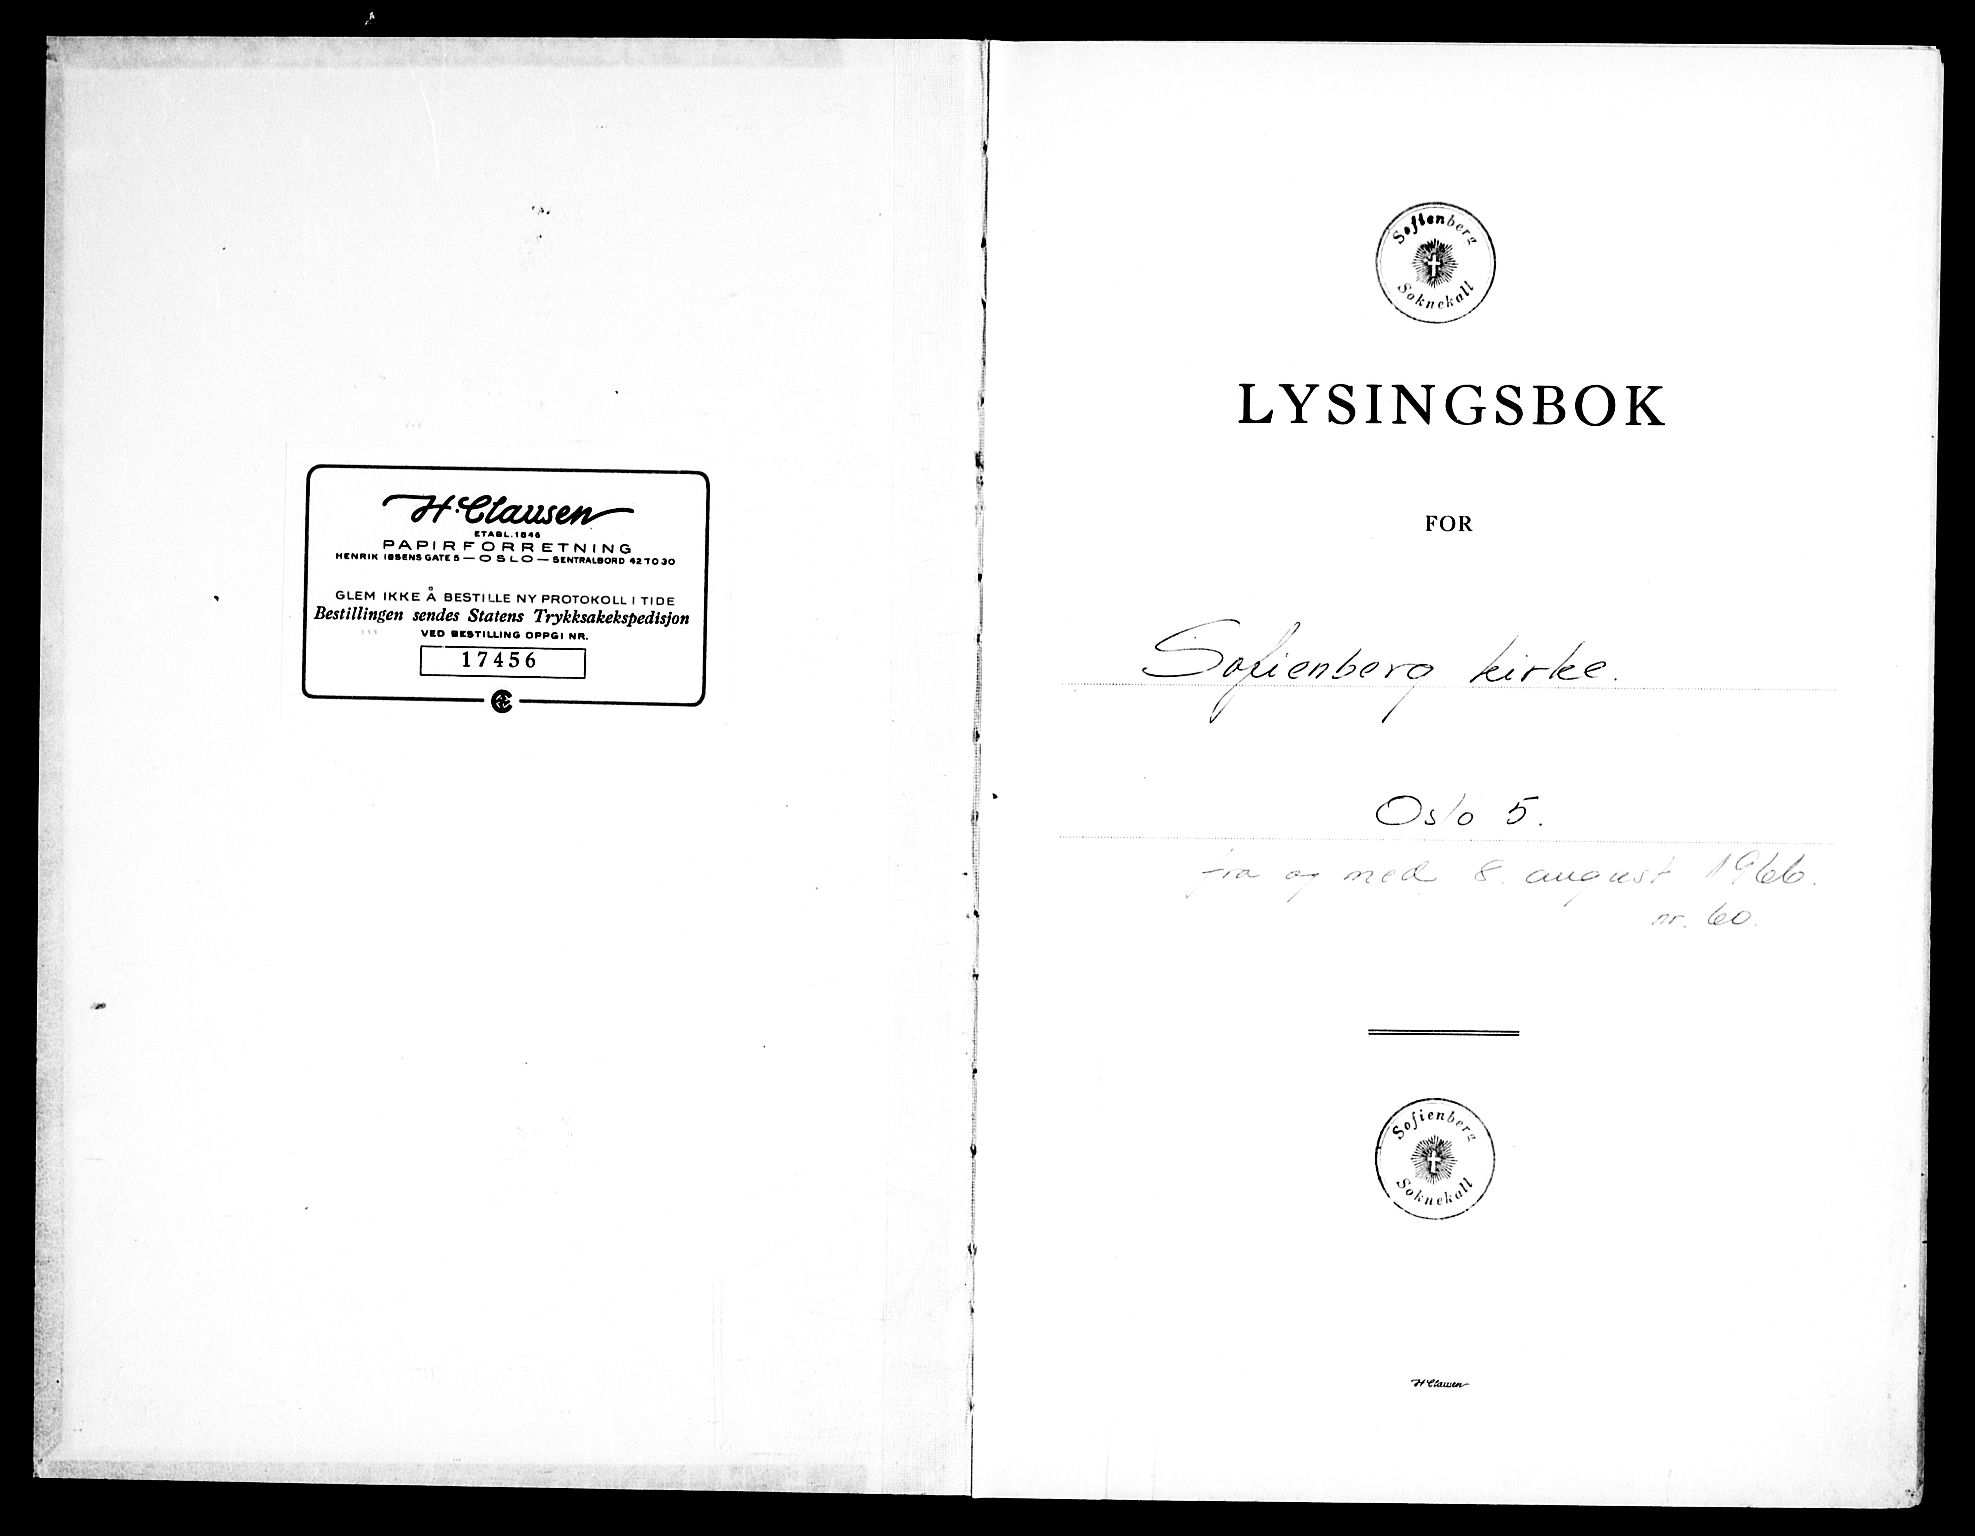 H. Clausen
ETABL. 1846
PAPIRFORRETNING
HENRIK IBSENS GATE 5 — OSLO — SENTRALBORD 42 70 30
GLEM IKKE Å BESTILLE NY PROTOKOLL I TIDE
Bestillingen sendes Statens Trykksakekspedisjon
VED BESTILLING OPPGI NR.
17456
Sofienberg
Soknekall
LYSINGSBOK
FOR
Sofienberg kirke.
Oslo 5.
fra og med 8. august 1966.
nr. 60.
Sofienberg
Soknekall
H Clausen